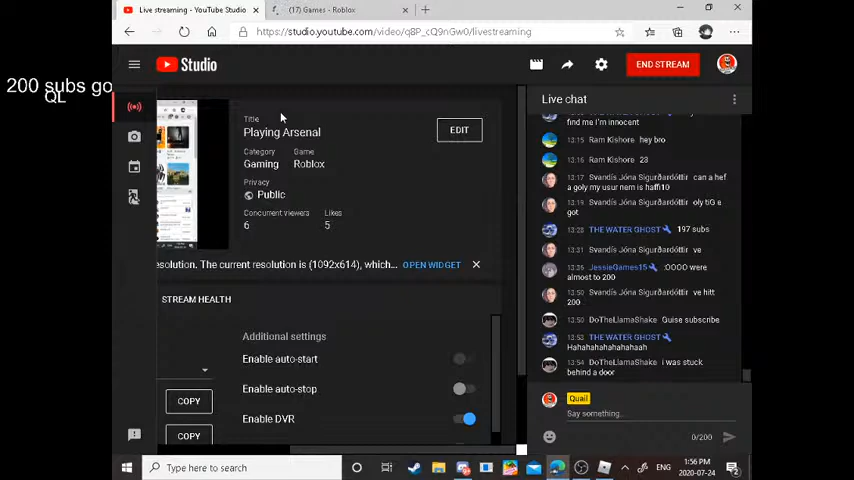 Live streaming - YouTube Studio
(17) Games - Roblox
https://studio.youtube.com/video/q8P_cQ9nGw0/livestreaming
200 subs go
QL
Studio
END STREAM
Title
Playing Arsenal
EDIT
Category
Game
Gaming
Roblox
Privacy
Public
Concurrent viewers
Likes
6
5
esolution. The current resolution is (1092x614), whic...
OPEN WIDGET
STREAM HEALTH
Additional settings
Enable auto-start
Enable auto-stop
COPY
Enable DVR
COPY
Live chat
find me I'm innocent
13:15 Ram Kishore hey bro
13:16 Ram Kishore 23
13:17 Svandís Jóna Sigurðardóttir can a hef
a goly my usur nem is haffi10
13:19 Svandís Jóna Sigurðardóttir oly tiG e
got
13:28 THE WATER GHOST 197 subs
13:31 Svandís Jóna Sigurðardóttir ve
13:35 JessieGames15 :OOOO were
almost to 200
13:50 Svandís Jóna Sigurðardóttir ve hitt
200
13:50 DoTheLlamaShake Guise subscribe
13:53 THE WATER GHOST
Hahahahahahahaah
13:54 DoTheLlamaShake i was stuck
behind a door
Quail
Say something...
0/200
Type here to search
ENG
1:56 PM
2020-07-24
2